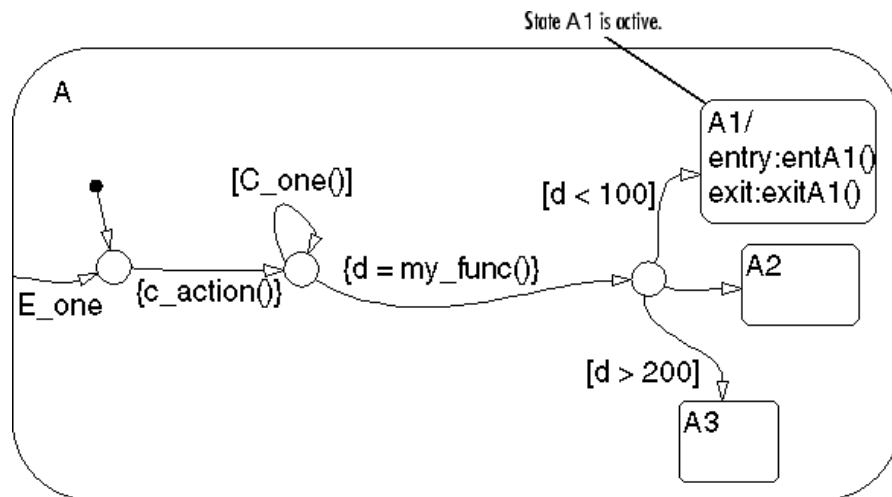 State A1 is active.
A
A1/
entry:entA1()
exit:exitA1()
[C_one()]
[d < 100]
A2
{d = my_func()}
{c_action()}
E_one
[d > 200]
A3